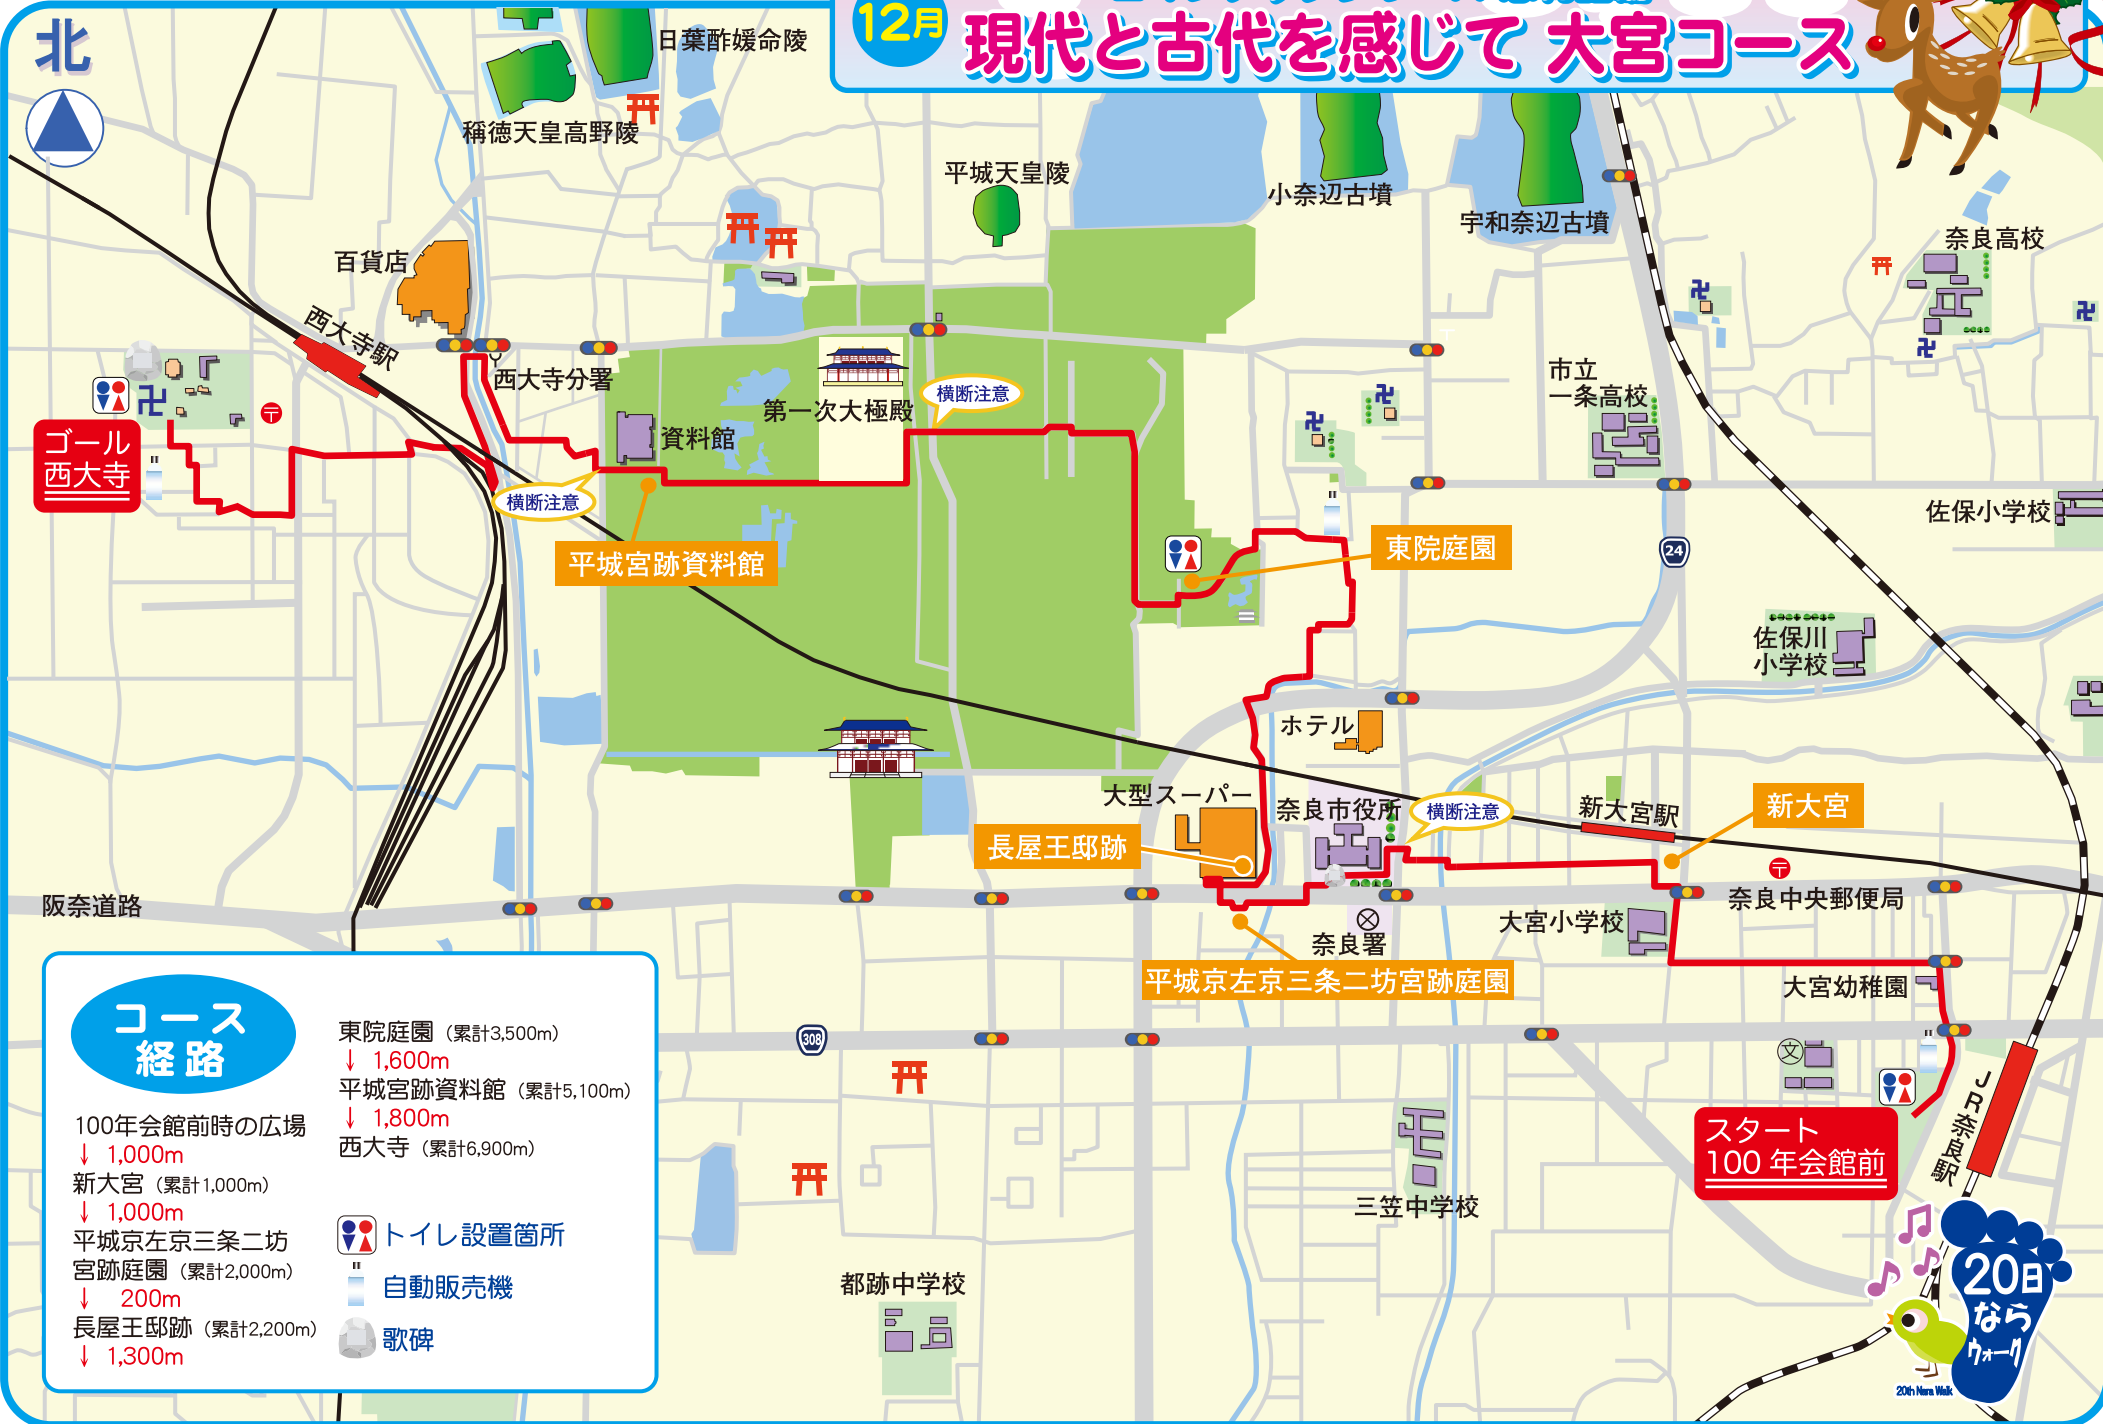 12月
現代と古代を感じて 大宮コース
北
日葉酢媛命陵
稱徳天皇高野陵
平城天皇陵
小奈辺古墳
宇和奈辺古墳
奈良高校
百貨店
西大寺駅
西大寺分署
市立
一条高校
第一次大極殿
横断注意
資料館
ゴール
西大寺
横断注意
佐保小学校
平城宮跡資料館
東院庭園
24
佐保川
小学校
ホテル
大型スーパー
奈良市役所
横断注意
新大宮駅
新大宮
長屋王邸跡
阪奈道路
奈良中央郵便局
大宮小学校
奈良署
平城京左京三条二坊宮跡庭園
大宮幼稚園
308
文
JR奈良駅
スタート
100年会館前
三笠中学校
都跡中学校
コース
経路
100年会館前時の広場
↓ 1,000m
新大宮(累計1,000m)
↓ 1,000m
平城京左京三条二坊
宮跡庭園(累計2,000m)
↓ 200m
長屋王邸跡(累計2,200m)
↓ 1,300m
東院庭園(累計3,500m)
↓ 1,600m
平城宮跡資料館(累計5,100m)
↓ 1,800m
西大寺(累計6,900m)
トイレ設置箇所
自動販売機
歌碑
20日
なら
ウォーク
20th Nara Walk